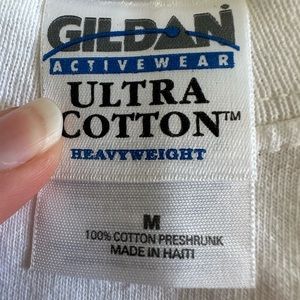 GILDAN
ACTIVEWEAR
ULTRA
COTTON™
HEAVYWEIGHT
M
100% COTTON PRESHRUNK
MADE IN HAITI